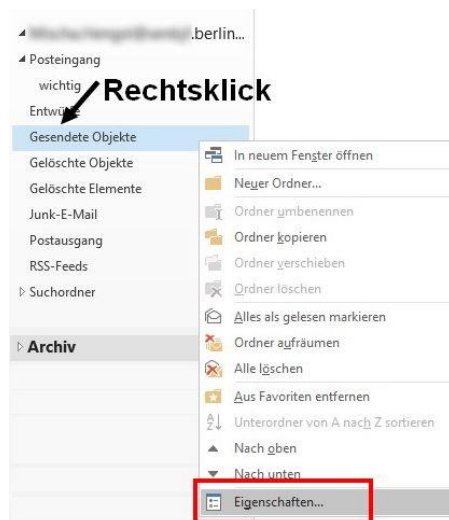 .berlin...
Posteingang
wichtig
Rechtsklick
Gesendete Objekte
Gelöschte Objekte
Gelöschte Elemente
Junk-E-Mail
Postausgang
RSS-Feeds
Suchordner
Archiv
In neuem Fenster öffnen
Neuer Ordner...
Ordner umbenennen
Ordner kopieren
Ordner verschieben
Ordner löschen
Alles als gelesen markieren
Ordner aufräumen
Alle löschen
Aus Favoriten entfernen
Unterordner von A nach Z sortieren
Nach oben
Nach unten
Eigenschaften...